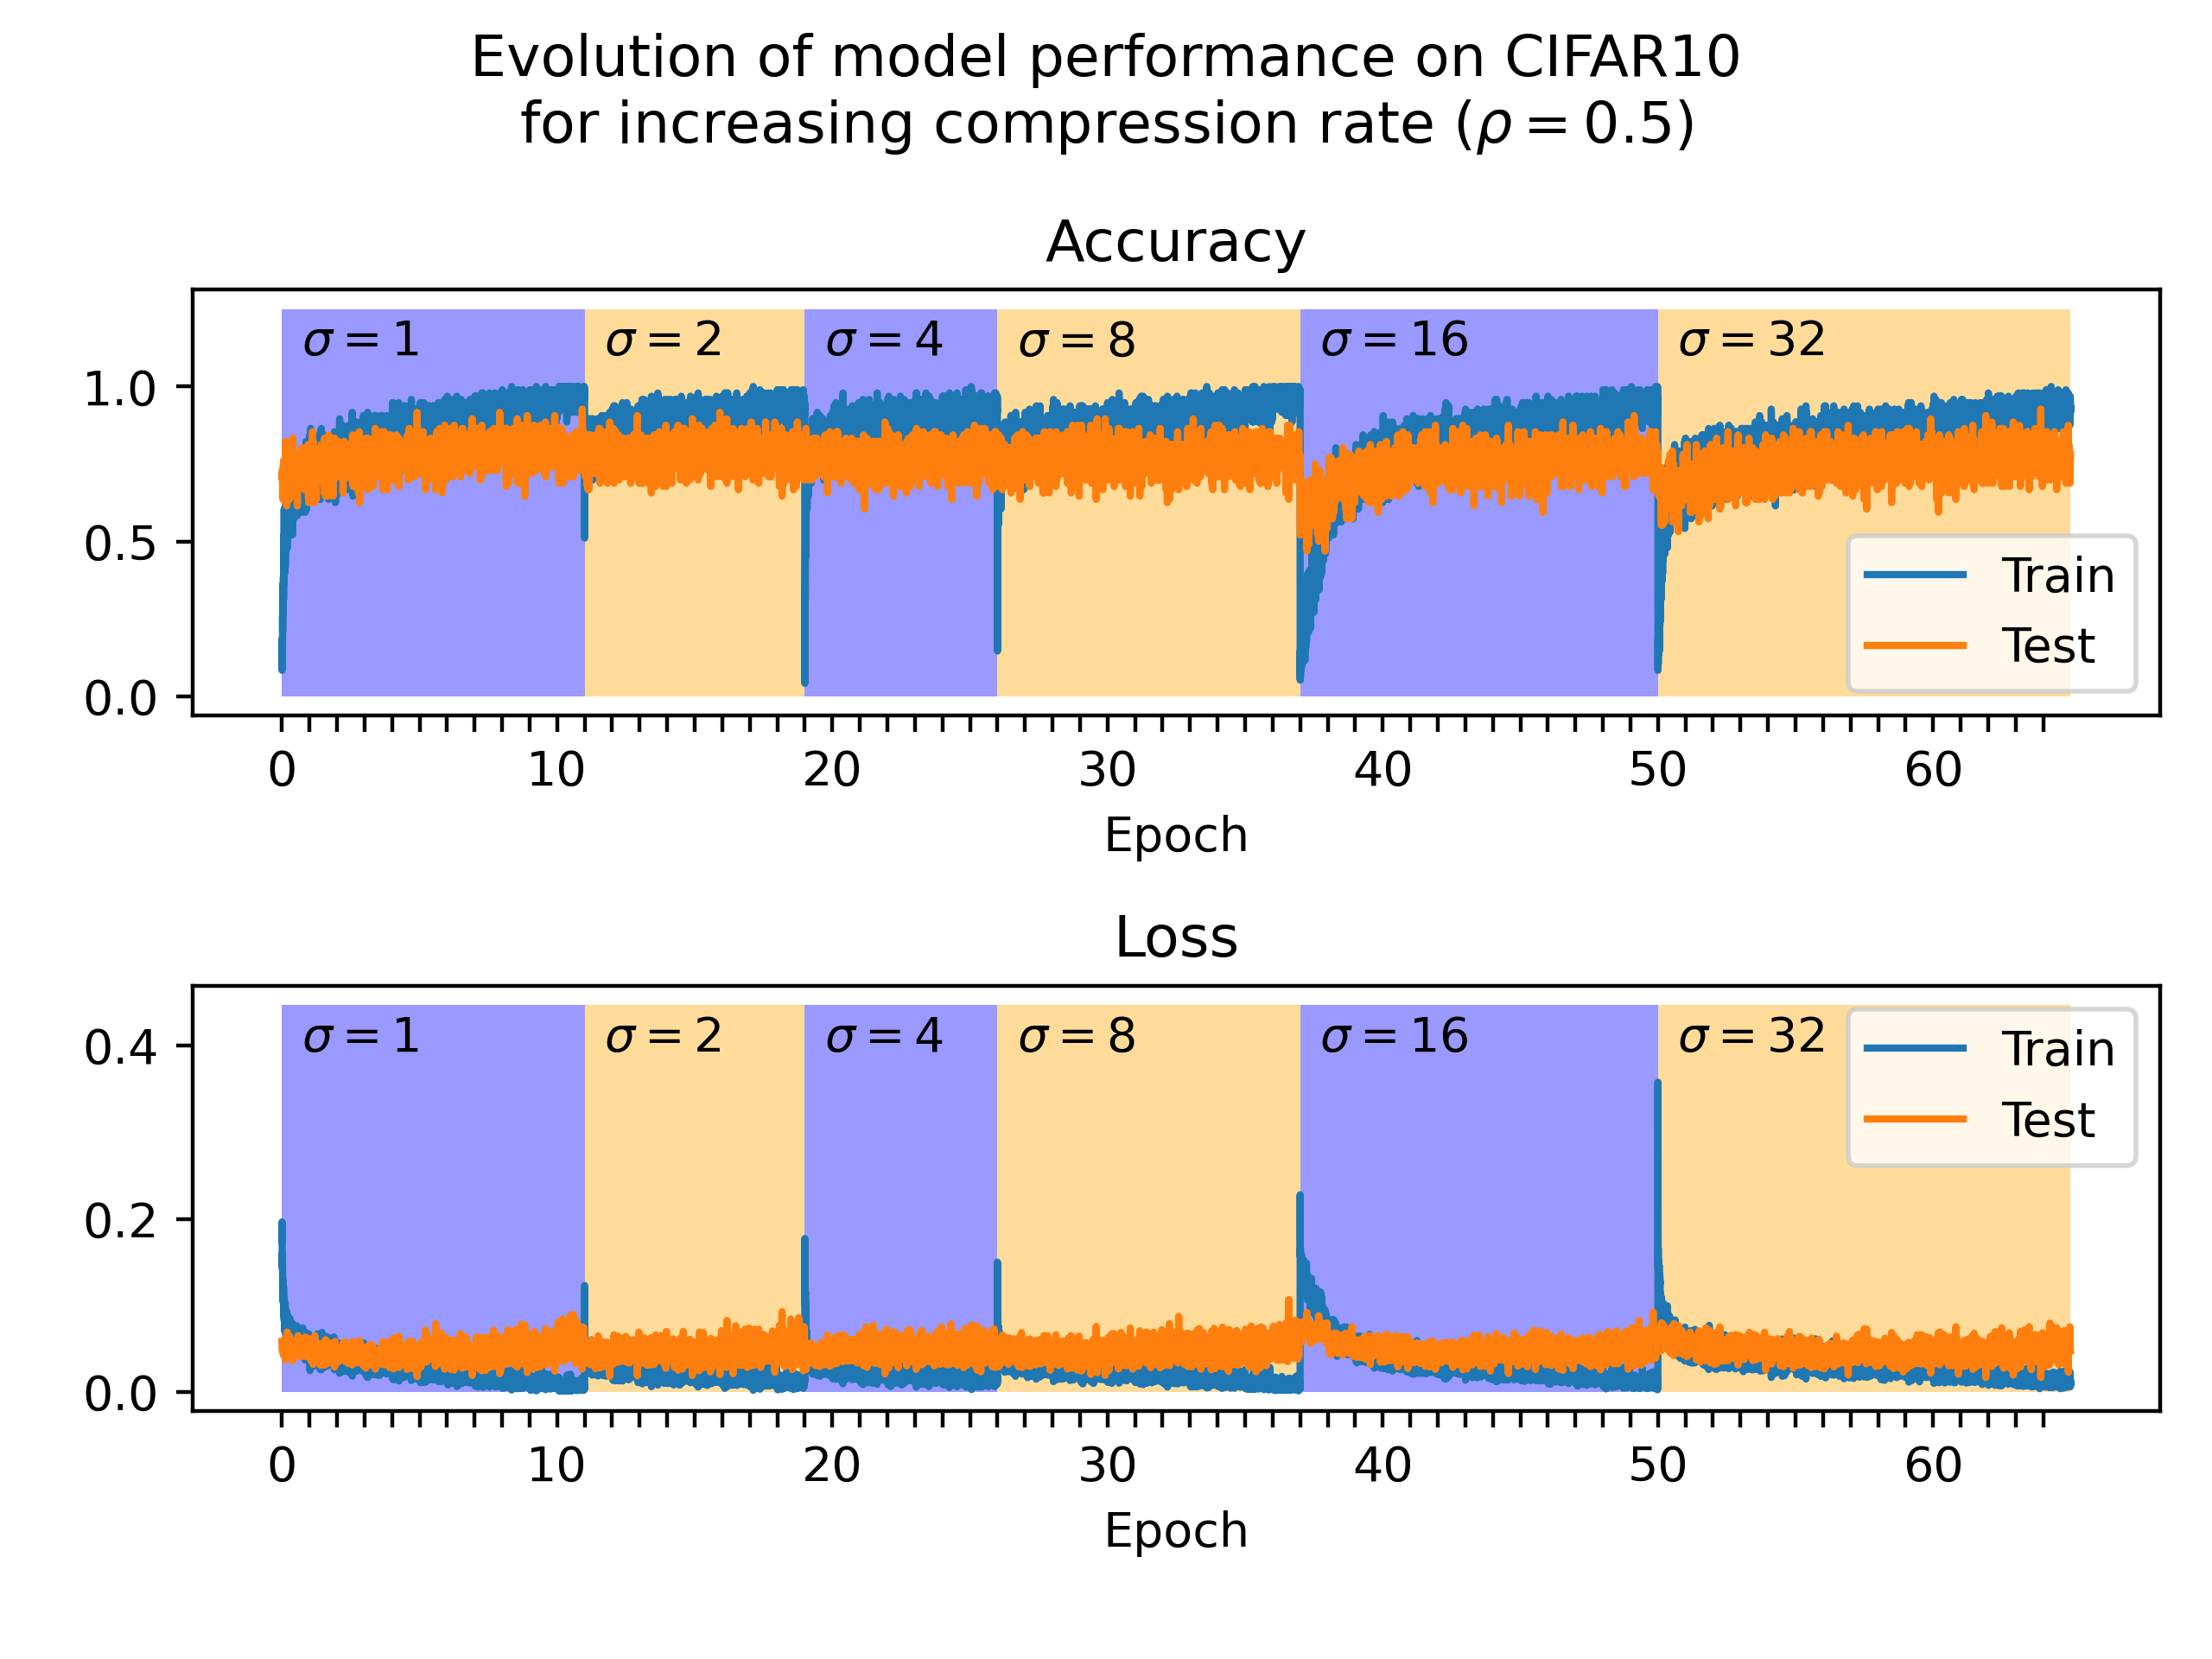 Evolution of model performance on CIFAR10
for increasing compression rate (ρ = 0.5)
Accuracy
σ = 1 σ = 2 σ = 4 σ = 8 σ = 16 σ = 32
1.0
0.5
0.0
Train
Test
0 10 20 30 40 50 60
Epoch
Loss
σ = 1 σ = 2 σ = 4 σ = 8 σ = 16 σ = 32
0.4
0.2
0.0
Train
Test
0 10 20 30 40 50 60
Epoch